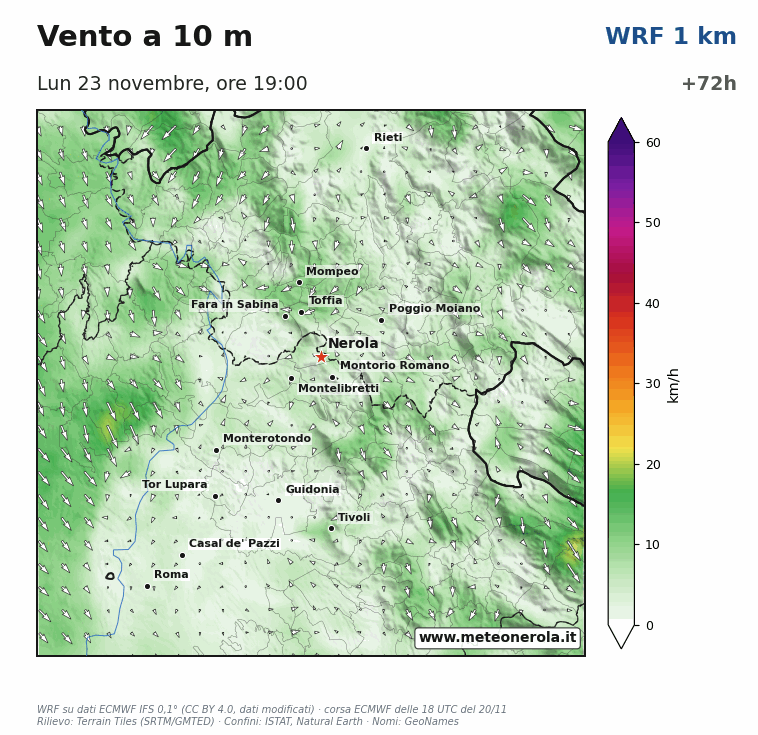 Vento a 10 m
WRF 1 km
Lun 23 novembre, ore 19:00
+72h
Rieti
Mompeo
Fara in Sabina
Toffia
Poggio Moiano
Nerola
Montorio Romano
Montelibretti
Monterotondo
Tor Lupara
Guidonia
Tivoli
Casal de' Pazzi
Roma
www.meteonerola.it
60
50
40
30
20
10
0
km/h
WRF su dati ECMWF IFS 0,1° (CC BY 4.0, dati modificati) · corsa ECMWF delle 18 UTC del 20/11
Rilievo: Terrain Tiles (SRTM/GMTED) · Confini: ISTAT, Natural Earth · Nomi: GeoNames